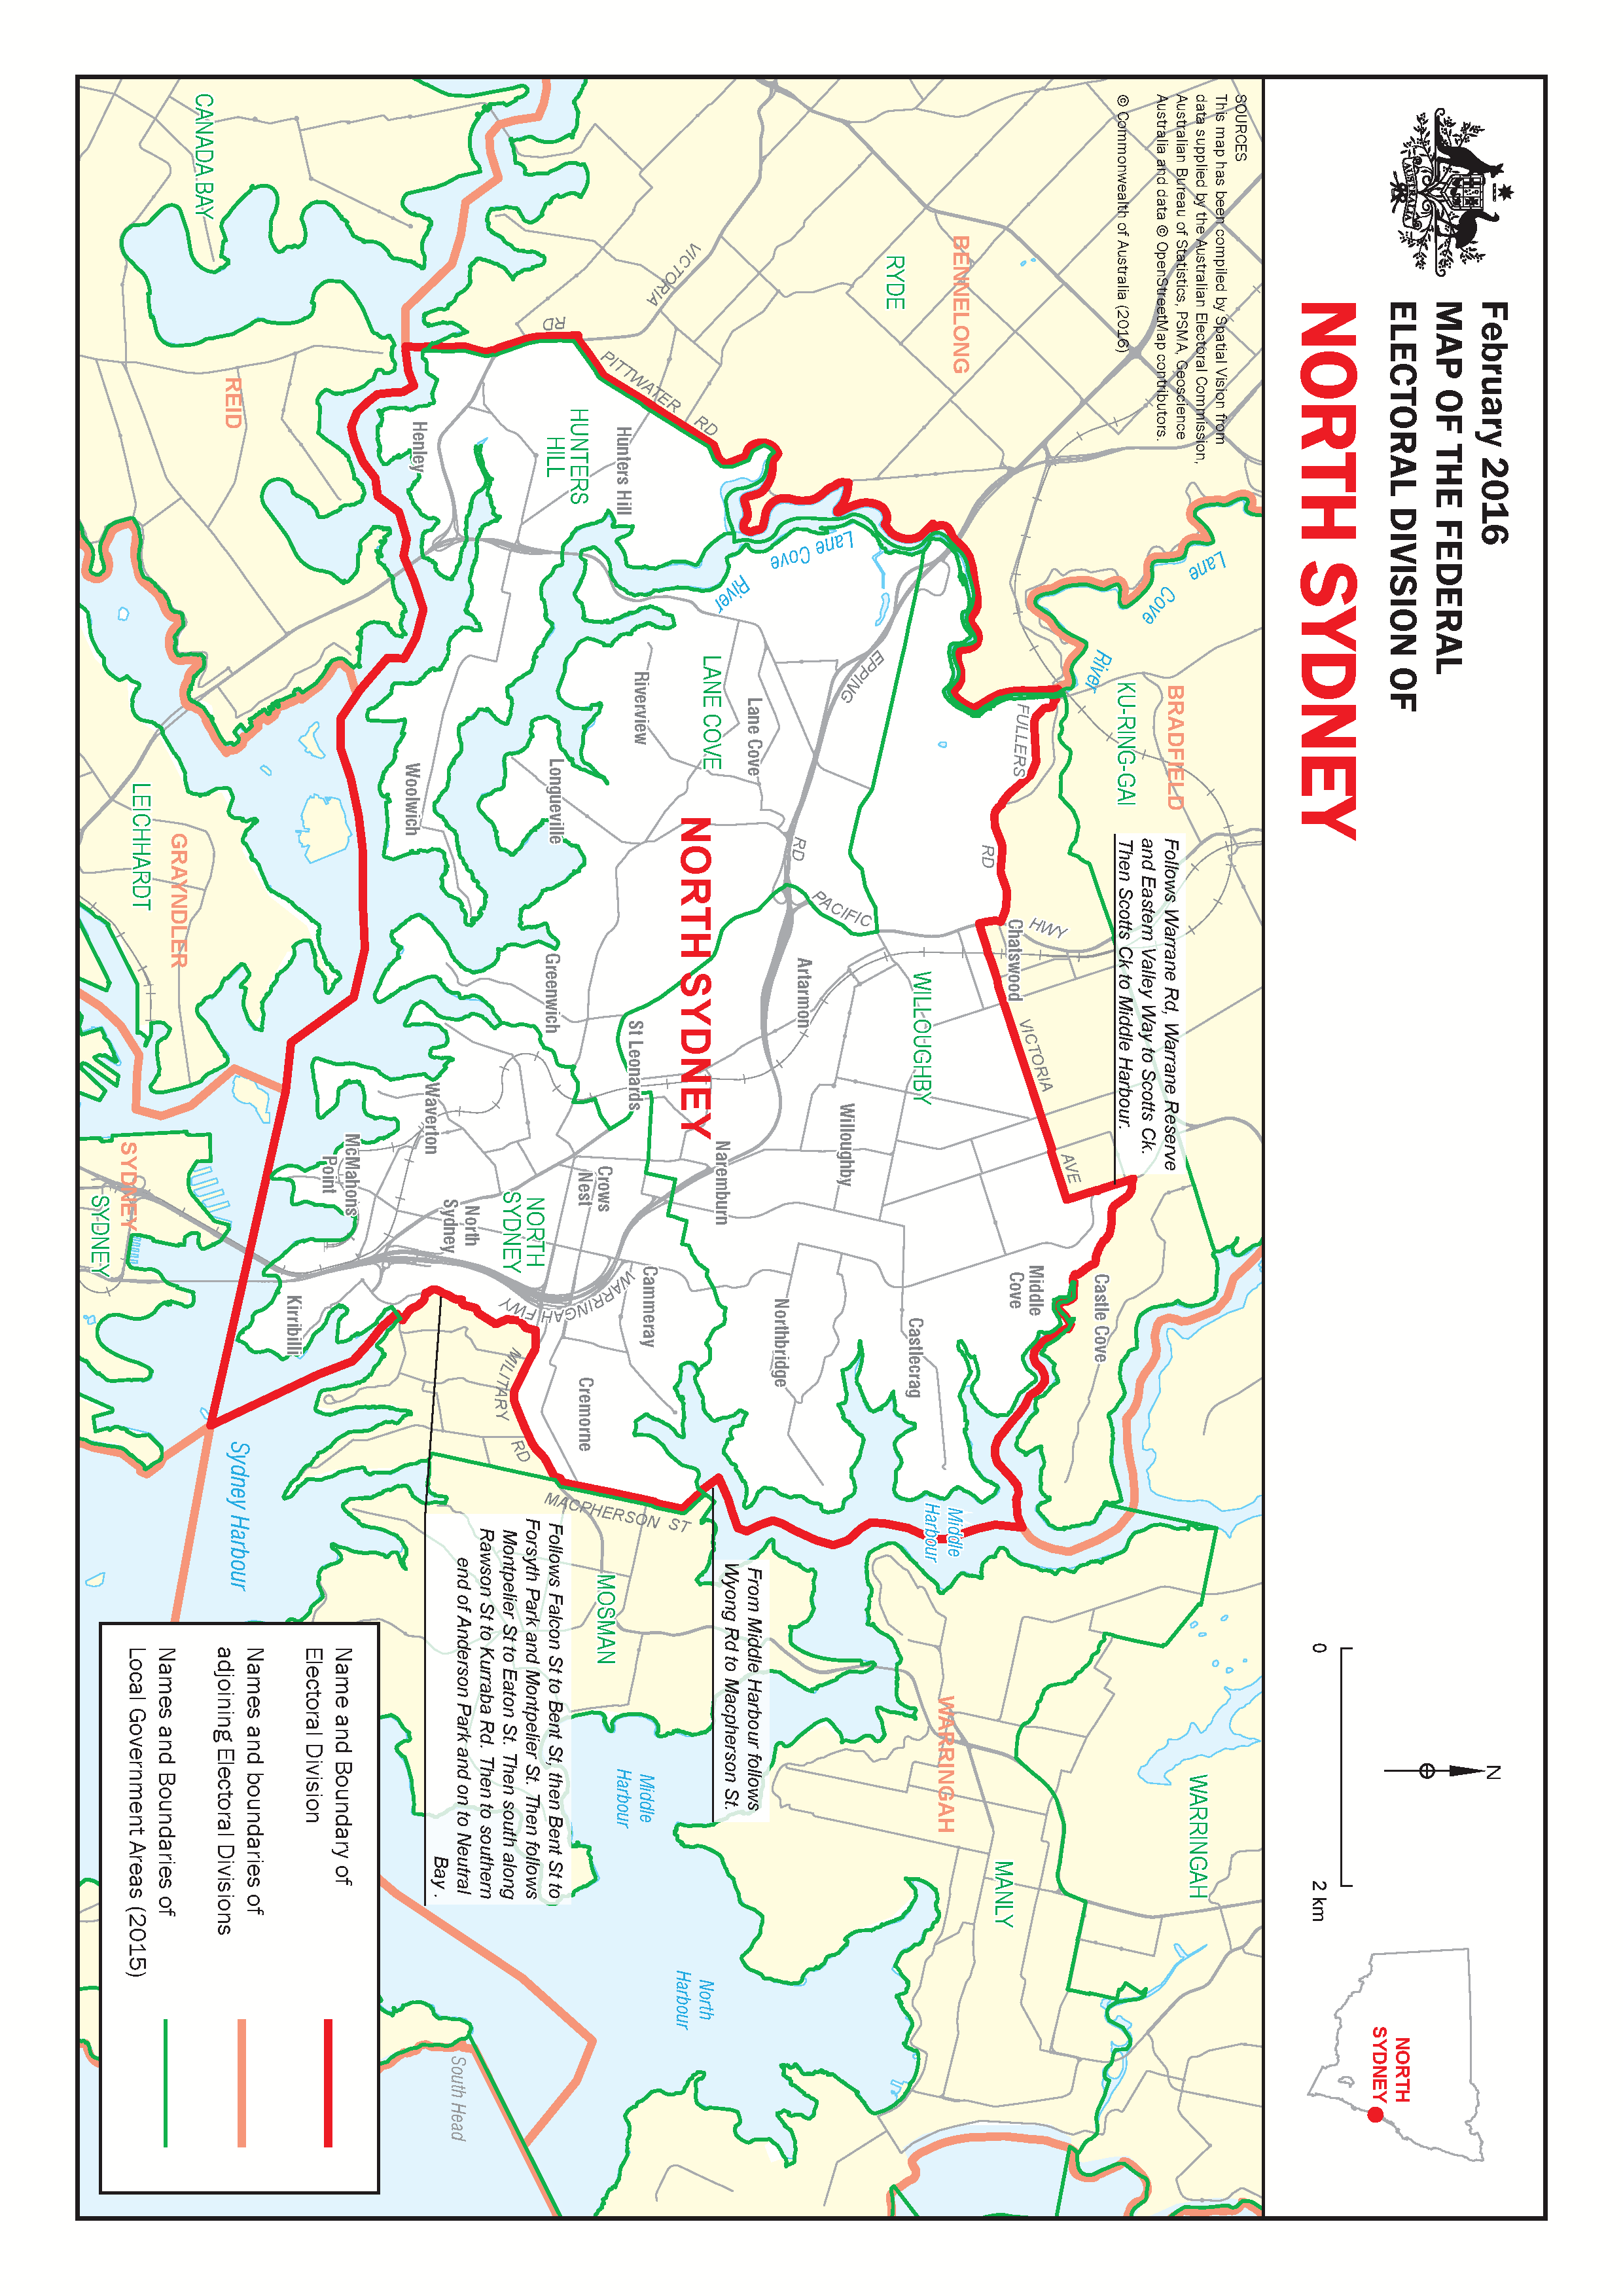 February 2016
MAP OF THE FEDERAL
ELECTORAL DIVISION OF
NORTH SYDNEY
AUSTRALIA
0
2 km
N
NORTH
SYDNEY
SOURCES
This map has been compiled by Spatial Vision from
data supplied by the Australian Electoral Commission,
Australian Bureau of Statistics, PSMA, Geoscience
Australia and data © OpenStreetMap contributors.
© Commonwealth of Australia (2016)
Lane
Cove
River
BRADFIELD
KU-RING-GAI
Follows Warrane Rd, Warrane Reserve
and Eastern Valley Way to Scotts Ck.
Then Scotts Ck to Middle Harbour.
WARRINGAH
BENNELONG
RYDE
FULLERS
RD
Chatswood
HWY
VICTORIA
AVE
Castle Cove
Middle
Cove
MANLY
WARRINGAH
Middle
Harbour
Castlecrag
WILLOUGHBY
PACIFIC
EPPING
RD
Lane Cove
River
Artarmon
Willoughby
Northbridge
Lane Cove
LANE COVE
NORTH SYDNEY
Naremburn
From Middle Harbour follows
Wyong Rd to Macpherson St.
North
Harbour
VICTORIA
RD
PITTWATER
RD
Hunters Hill
HUNTERS
HILL
Riverview
St Leonards
Crows
Nest
Cammeray
WARRINGAH FWY
Cremorne
MACPHERSON ST
MOSMAN
Middle
Harbour
Longueville
Greenwich
NORTH
SYDNEY
North
Sydney
MILITARY
RD
Follows Falcon St to Bent St, then Bent St to
Forsyth Park and Montpelier St. Then follows
Montpelier St to Eaton St. Then south along
Rawson St to Kurraba Rd. Then to southern
end of Anderson Park and on to Neutral
Bay .
South Head
Henley
Woolwich
Waverton
McMahons
Point
Kirribilli
Sydney Harbour
CANADA BAY
REID
LEICHHARDT
GRAYNDLER
SYDNEY
SYDNEY
Name and Boundary of
Electoral Division
Names and boundaries of
adjoining Electoral Divisions
Names and Boundaries of
Local Government Areas (2015)